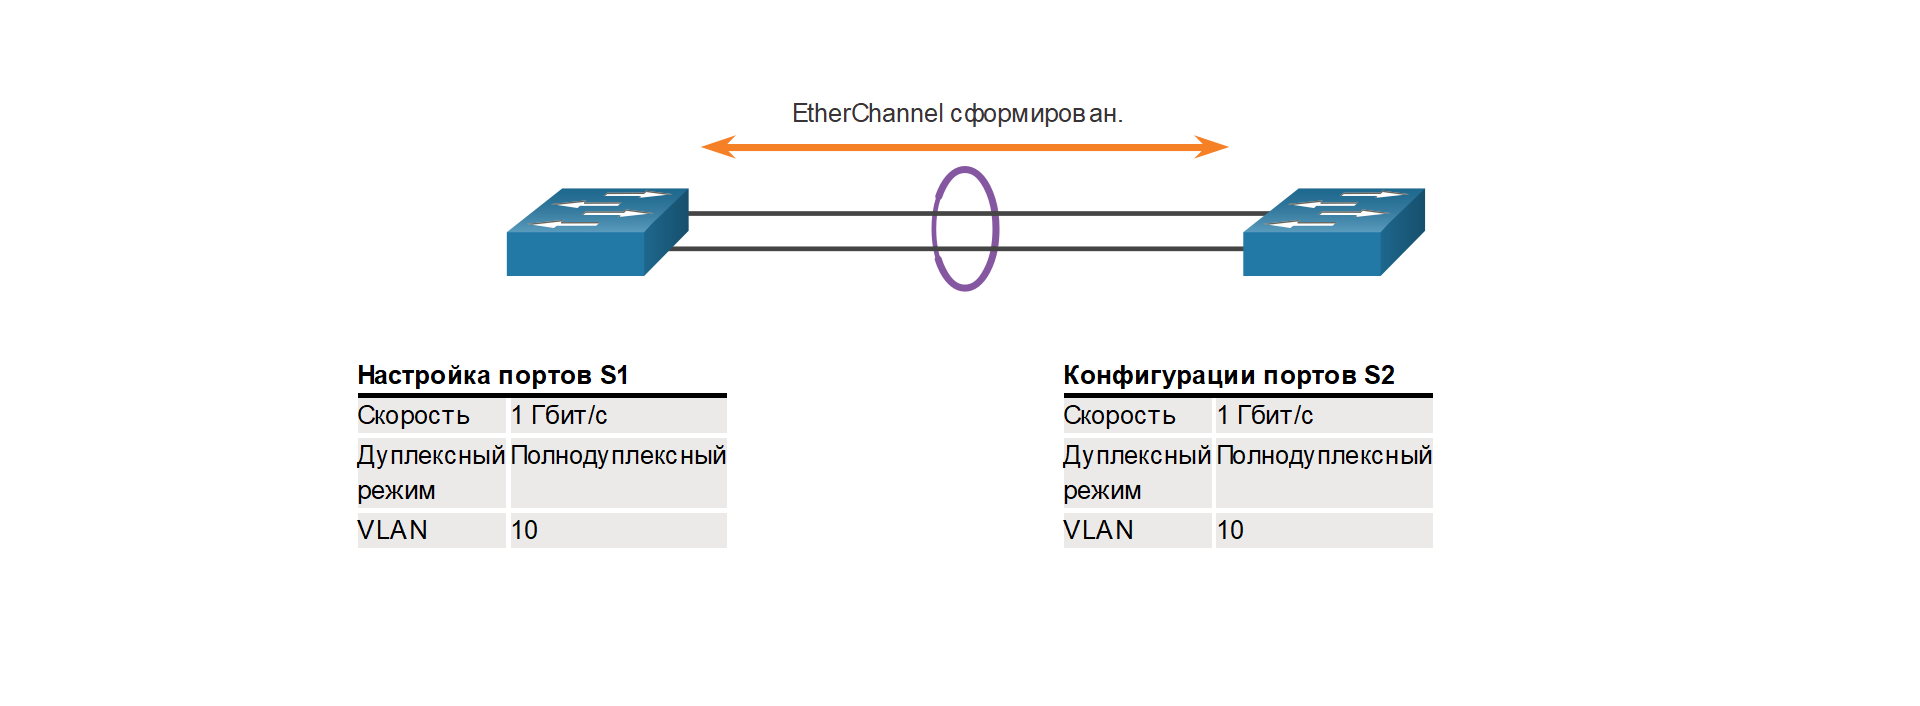 EtherChannel сформирован.
Настройка портов S1
Скорость 1 Гбит/с
Дуплексный Полнодуплексный
режим
VLAN 10
Конфигурации портов S2
Скорость 1 Гбит/с
Дуплексный Полнодуплексный
режим
VLAN 10